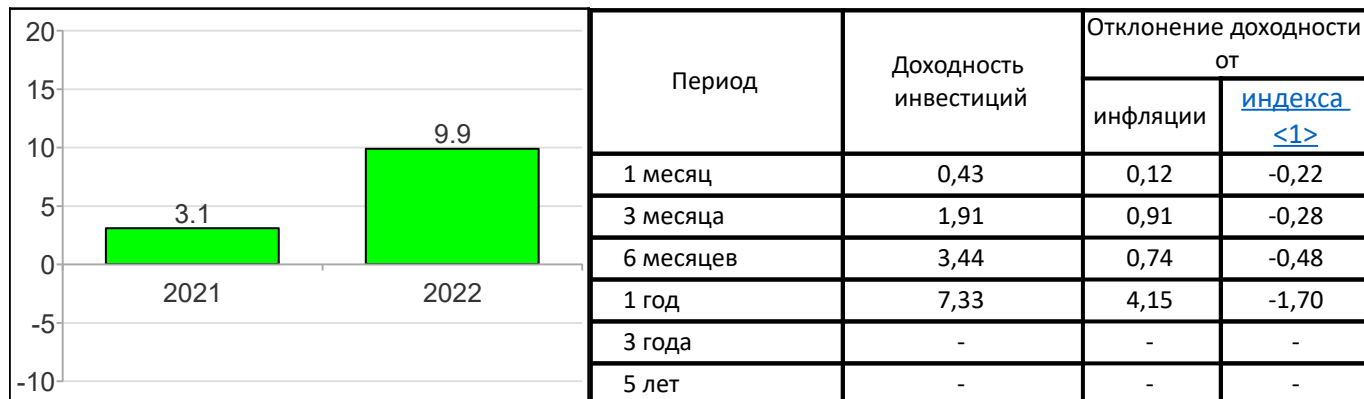 20
15
10
5
0
-5
-10
3.1
9.9
2021
2022
Период
Доходность
инвестиций
Отклонение доходности
от
инфляции
индекса
<1>
1 месяц 0,43 0,12 -0,22
3 месяца 1,91 0,91 -0,28
6 месяцев 3,44 0,74 -0,48
1 год 7,33 4,15 -1,70
3 года - - -
5 лет - - -